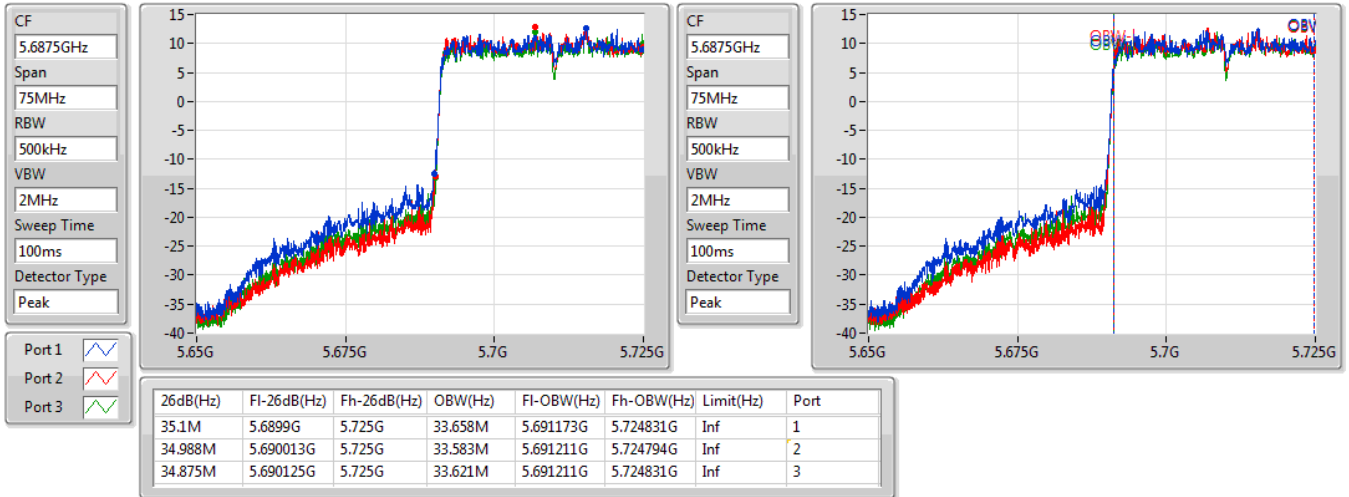 CF
5.6875GHz
Span
75MHz
RBW
500kHz
VBW
2MHz
Sweep Time
100ms
Detector Type
Peak
Port 1
Port 2
Port 3
15
10
5
0
-5
-10
-15
-20
-25
-30
-35
-40
5.65G 5.675G 5.7G 5.725G
CF
5.6875GHz
Span
75MHz
RBW
500kHz
VBW
2MHz
Sweep Time
100ms
Detector Type
Peak
15
10
5
0
-5
-10
-15
-20
-25
-30
-35
-40
5.65G 5.675G 5.7G 5.725G
26dB(Hz) Fl-26dB(Hz) Fh-26dB(Hz) OBW(Hz) Fl-OBW(Hz) Fh-OBW(Hz) Limit(Hz) Port
35.1M 5.6899G 5.725G 33.658M 5.691173G 5.724831G Inf 1
34.988M 5.690013G 5.725G 33.583M 5.691211G 5.724794G Inf 2
34.875M 5.690125G 5.725G 33.621M 5.691211G 5.724831G Inf 3